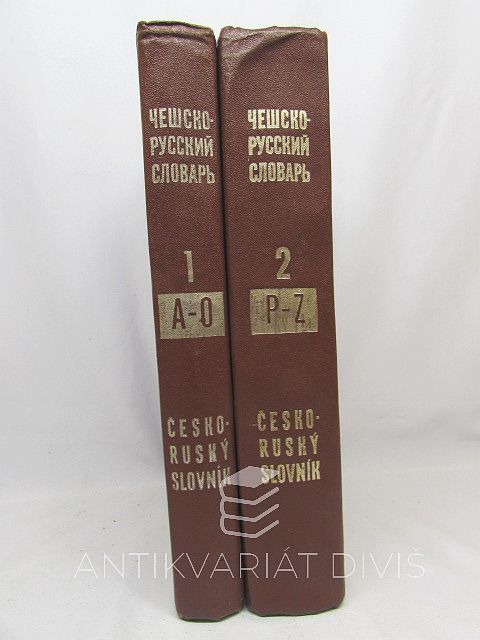 ЧЕШСКО-
РУССКИЙ
СЛОВАРЬ
1
A-O
ČESKO-
RUSKÝ
SLOVNÍK
ЧЕШСКО-
РУССКИЙ
СЛОВАРЬ
2
P-Ž
ČESKO-
RUSKÝ
SLOVNÍK
ANTIKVARIÁT DIVIŠ